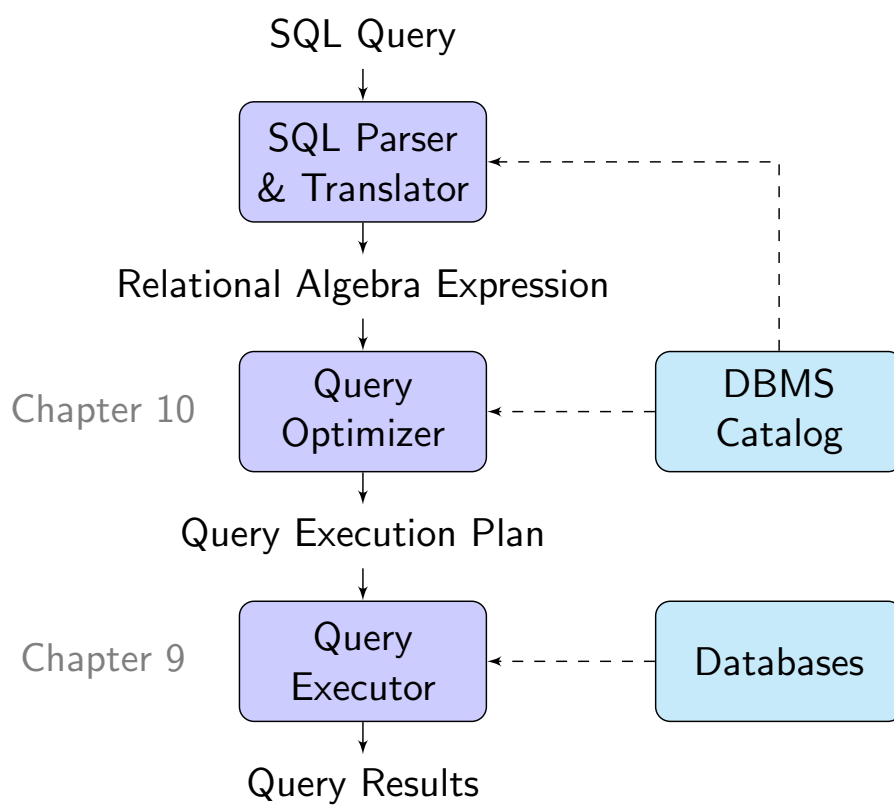 SQL Query
SQL Parser
& Translator
Relational Algebra Expression
Chapter 10
Query
Optimizer
DBMS
Catalog
Query Execution Plan
Chapter 9
Query
Executor
Databases
Query Results